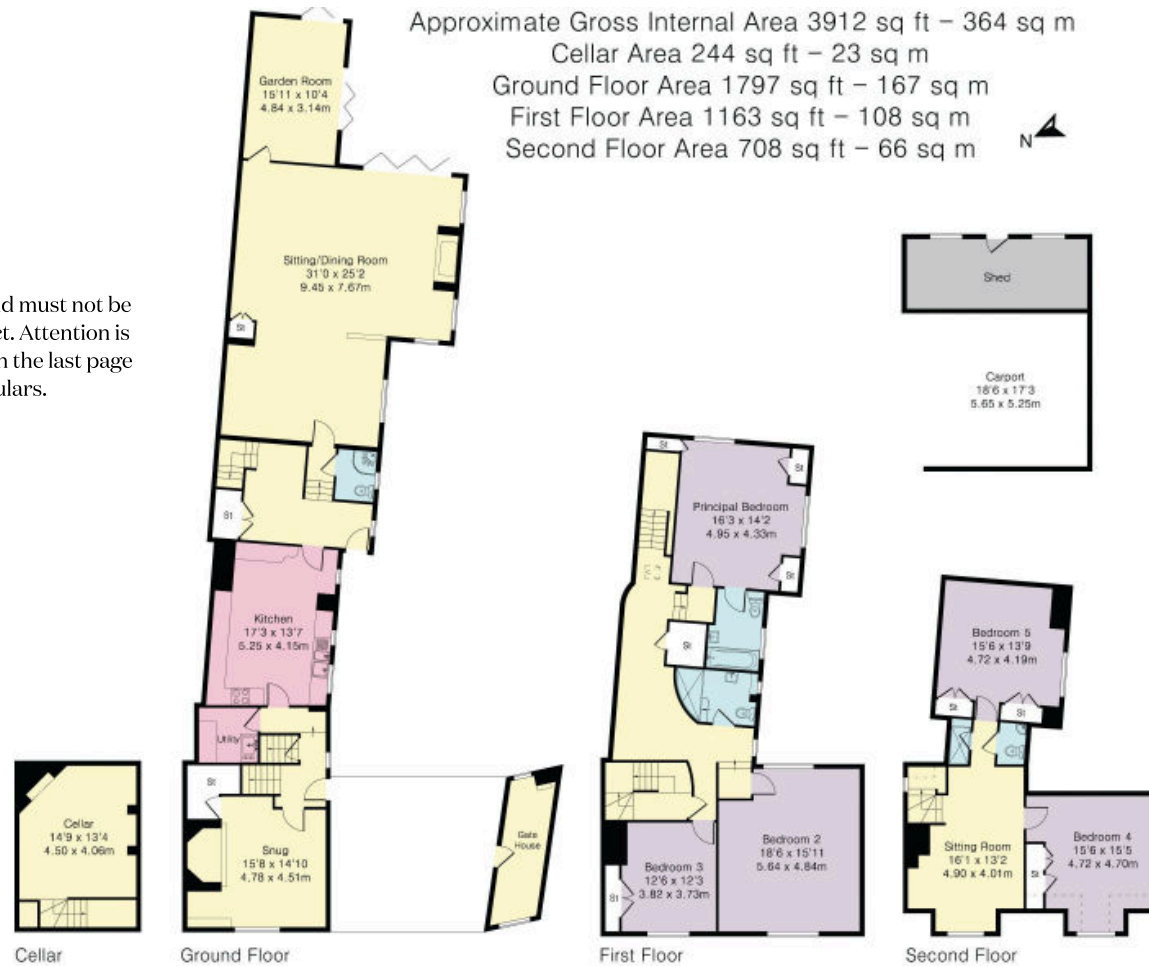 Approximate Gross Internal Area 3912 sq ft – 364 sq m
Cellar Area 244 sq ft – 23 sq m
Ground Floor Area 1797 sq ft – 167 sq m
First Floor Area 1163 sq ft – 108 sq m
Second Floor Area 708 sq ft – 66 sq m
N
d must not be
ct. Attention is
n the last page
ulars.
Garden Room
15'11 x 10'4
4.84 x 3.14m
Sitting/Dining Room
31'0 x 25'2
9.45 x 7.67m
St
St
Kitchen
17'3 x 13'7
5.25 x 4.15m
Utility
St
Snug
15'8 x 14'10
4.78 x 4.51m
Gate
House
Cellar
14'9 x 13'4
4.50 x 4.06m
Shed
Carport
18'6 x 17'3
5.65 x 5.25m
St
St
Principal Bedroom
16'3 x 14'2
4.95 x 4.33m
St
St
Bedroom 2
18'6 x 15'11
5.64 x 4.84m
Bedroom 3
12'6 x 12'3
3.82 x 3.73m
St
Bedroom 5
15'6 x 13'9
4.72 x 4.19m
St
St
Sitting Room
16'1 x 13'2
4.90 x 4.01m
Bedroom 4
15'6 x 15'5
4.72 x 4.70m
St
Cellar
Ground Floor
First Floor
Second Floor